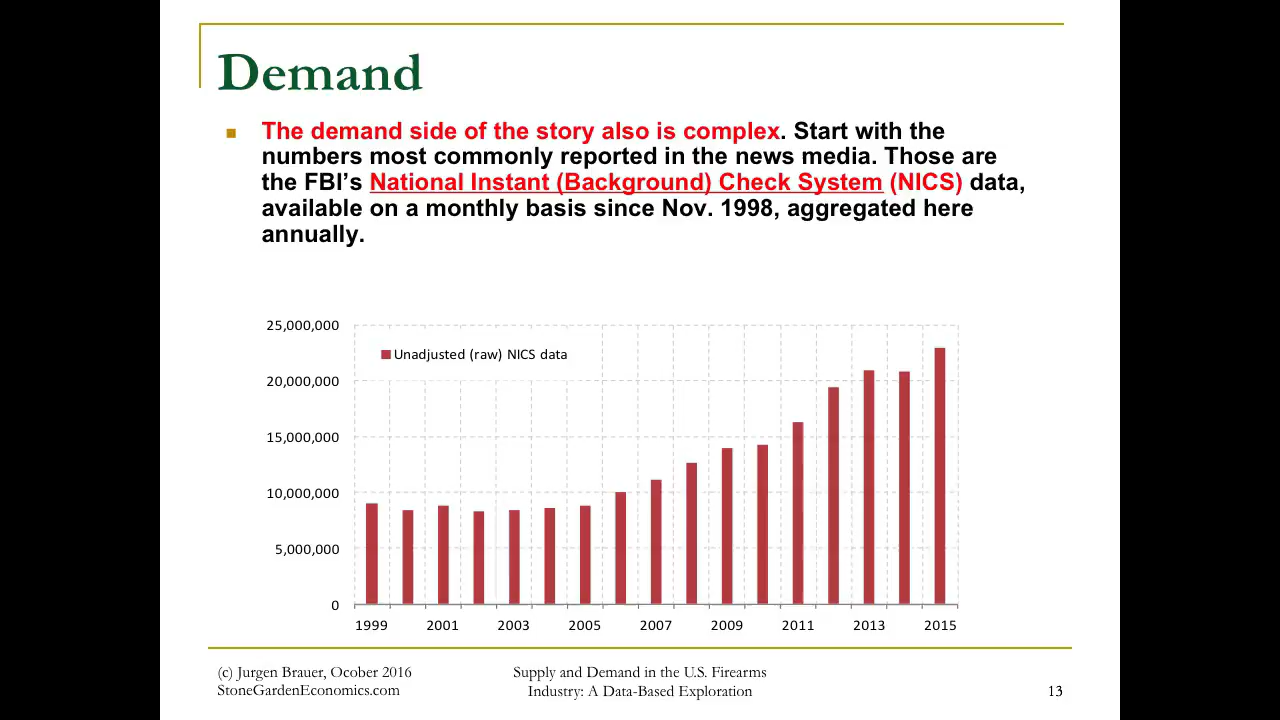 Demand
The demand side of the story also is complex. Start with the
numbers most commonly reported in the news media. Those are
the FBI’s National Instant (Background) Check System (NICS) data,
available on a monthly basis since Nov. 1998, aggregated here
annually.
25,000,000
Unadjusted (raw) NICS data
20,000,000
15,000,000
10,000,000
5,000,000
0
1999 2001 2003 2005 2007 2009 2011 2013 2015
(c) Jurgen Brauer, Ocober 2016
StoneGardenEconomics.com
Supply and Demand in the U.S. Firearms
Industry: A Data-Based Exploration
13